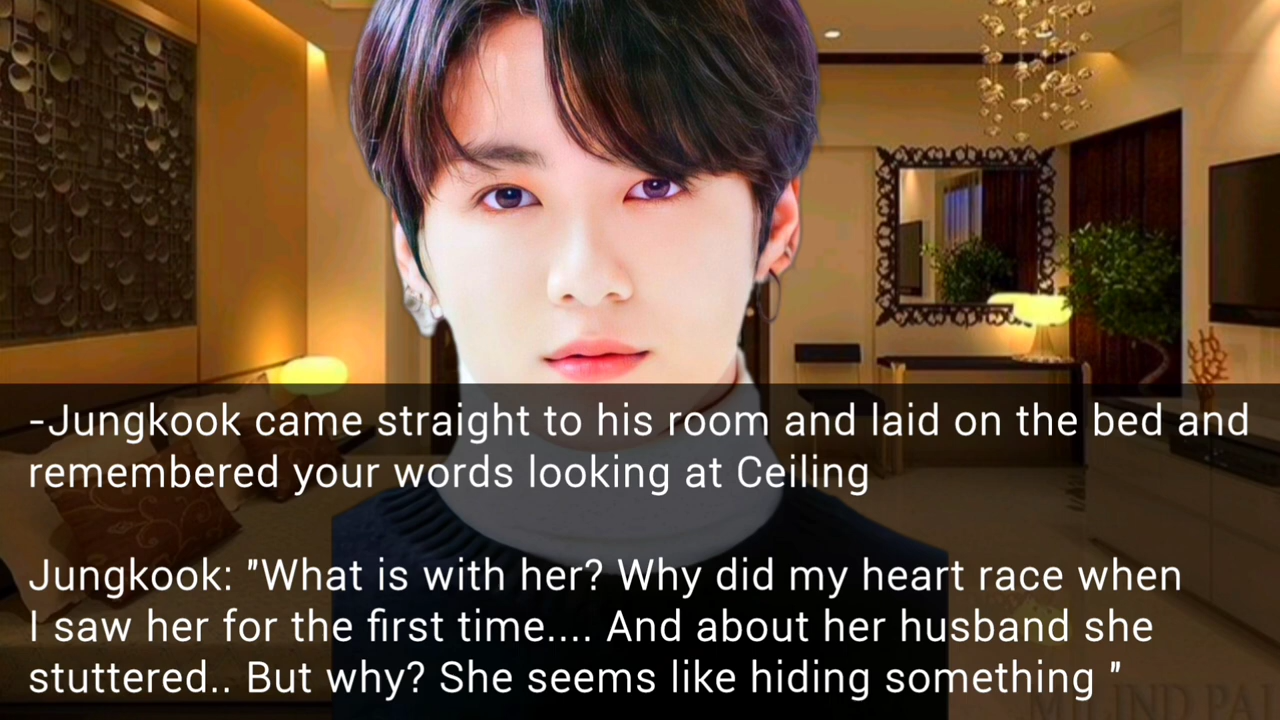 -Jungkook came straight to his room and laid on the bed and
remembered your words looking at Ceiling
Jungkook: "What is with her? Why did my heart race when
I saw her for the first time.... And about her husband she
stuttered.. But why? She seems like hiding something "